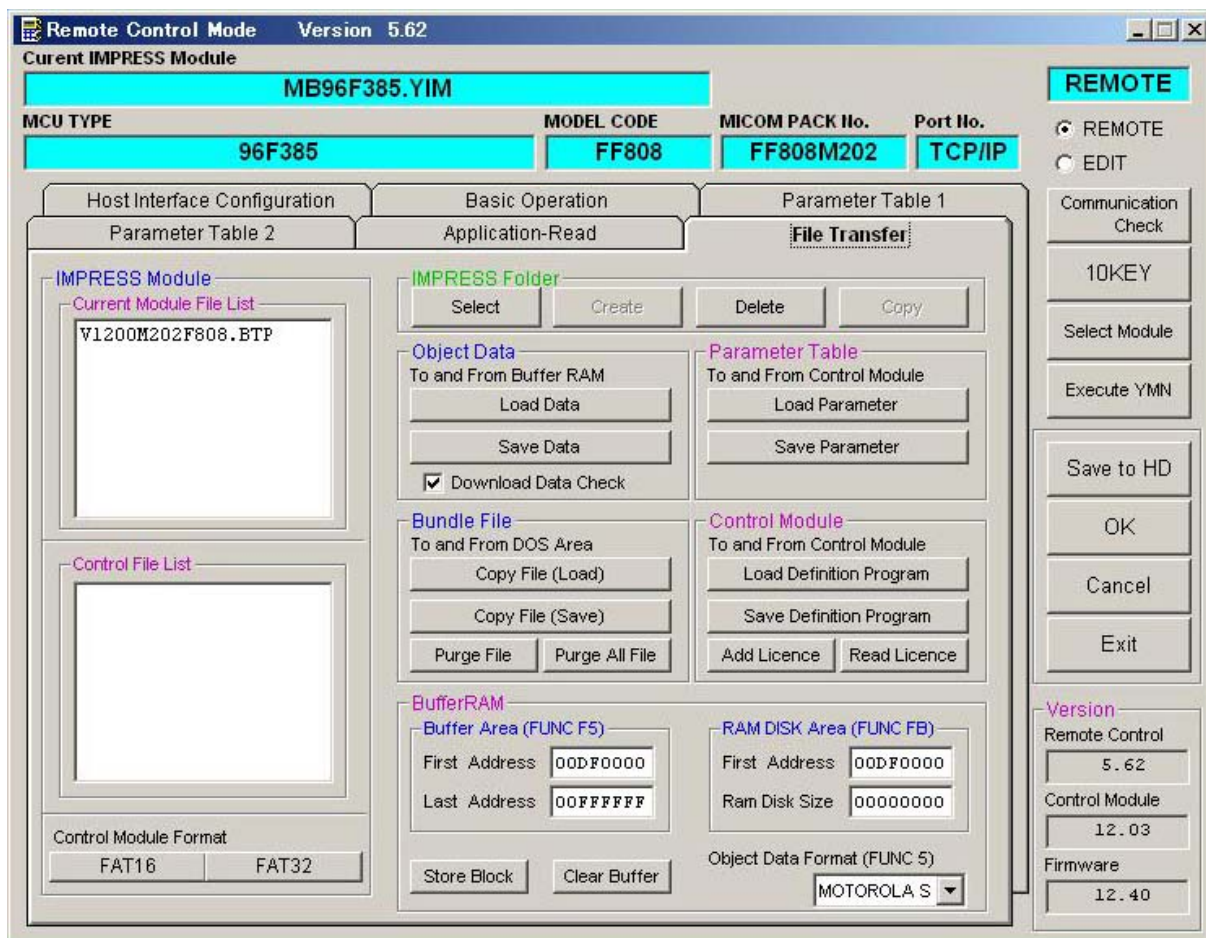 Remote Control Mode Version 5.62
Curent IMPRESS Module
MB96F385.YIM
REMOTE
MCU TYPE MODEL CODE MICOM PACK No. Port No.
96F385 FF808 FF808M202 TCP/IP
REMOTE
EDIT
Host Interface Configuration Basic Operation Parameter Table 1
Parameter Table 2 Application-Read File Transfer
Communication
Check
10KEY
Select Module
Execute YMN
Save to HD
OK
Cancel
Exit
IMPRESS Module
Current Module File List
V1200M202F808.BTP
Control File List
Control Module Format
FAT16 FAT32
IMPRESS Folder
Select Create Delete Copy
Object Data
To and From Buffer RAM
Load Data
Save Data
Download Data Check
Parameter Table
To and From Control Module
Load Parameter
Save Parameter
Bundle File
To and From DOS Area
Copy File (Load)
Copy File (Save)
Purge File Purge All File
Control Module
To and From Control Module
Load Definition Program
Save Definition Program
Add Licence Read Licence
BufferRAM
Buffer Area (FUNC F5)
First Address 00DF0000
Last Address 00FFFFFF
RAM DISK Area (FUNC FB)
First Address 00DF0000
Ram Disk Size 00000000
Store Block Clear Buffer
Object Data Format (FUNC 5)
MOTOROLA S
Version
Remote Control
5.62
Control Module
12.03
Firmware
12.40